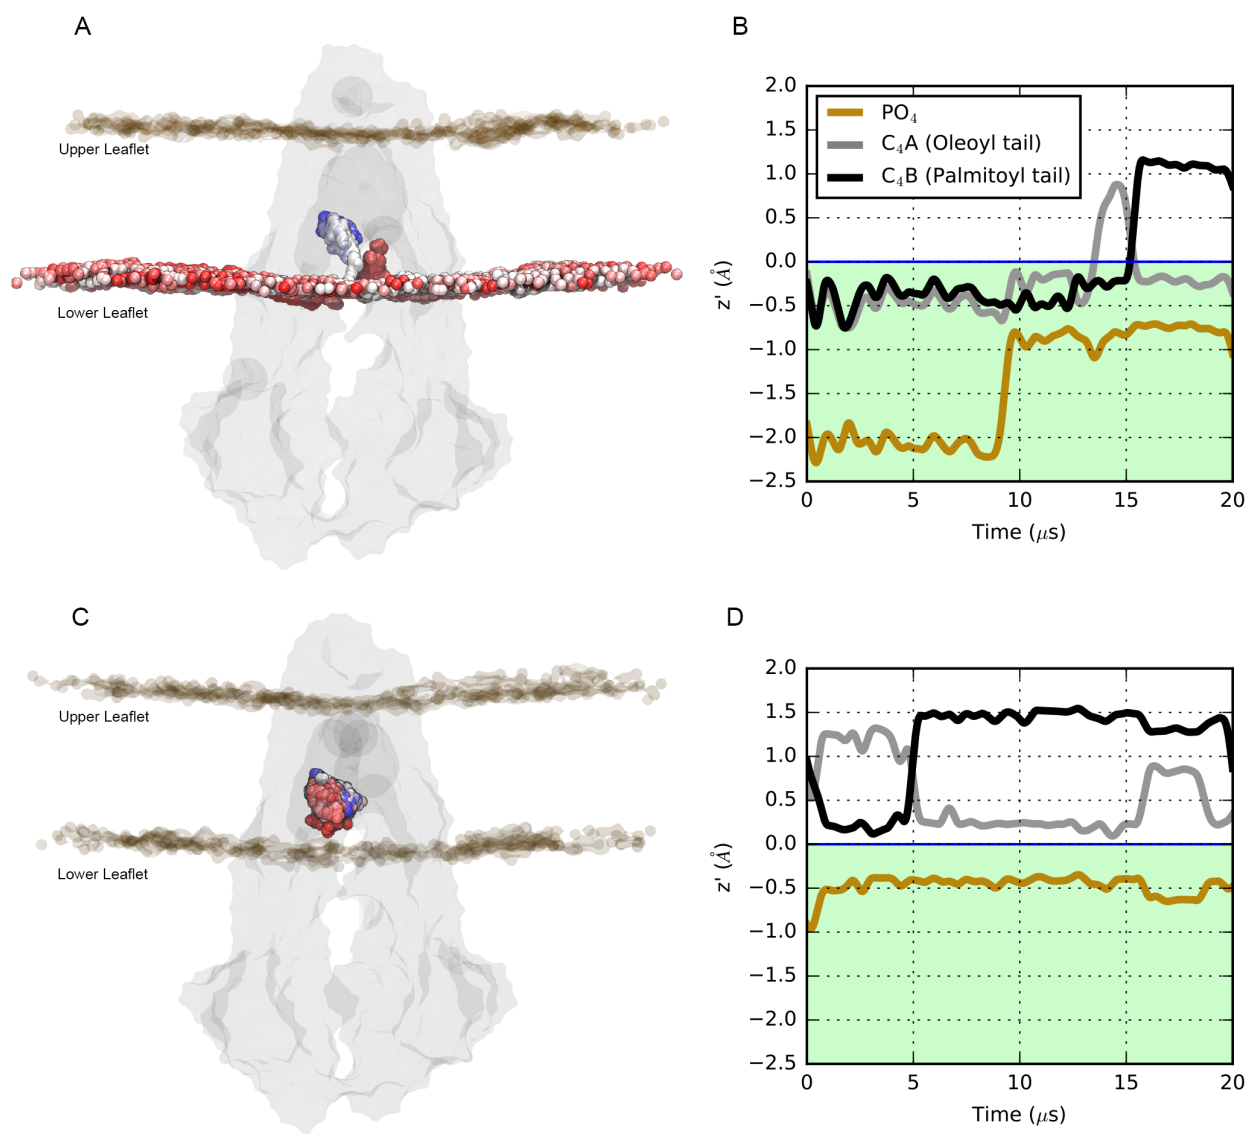 A
Upper Leaflet
Lower Leaflet
B
2.0
1.5
1.0
0.5
0.0
−0.5
−1.0
−1.5
−2.0
−2.5
z' (Å)
PO₄
C₄A (Oleoyl tail)
C₄B (Palmitoyl tail)
0 5 10 15 20
Time (μs)
C
Upper Leaflet
Lower Leaflet
D
2.0
1.5
1.0
0.5
0.0
−0.5
−1.0
−1.5
−2.0
−2.5
z' (Å)
0 5 10 15 20
Time (μs)